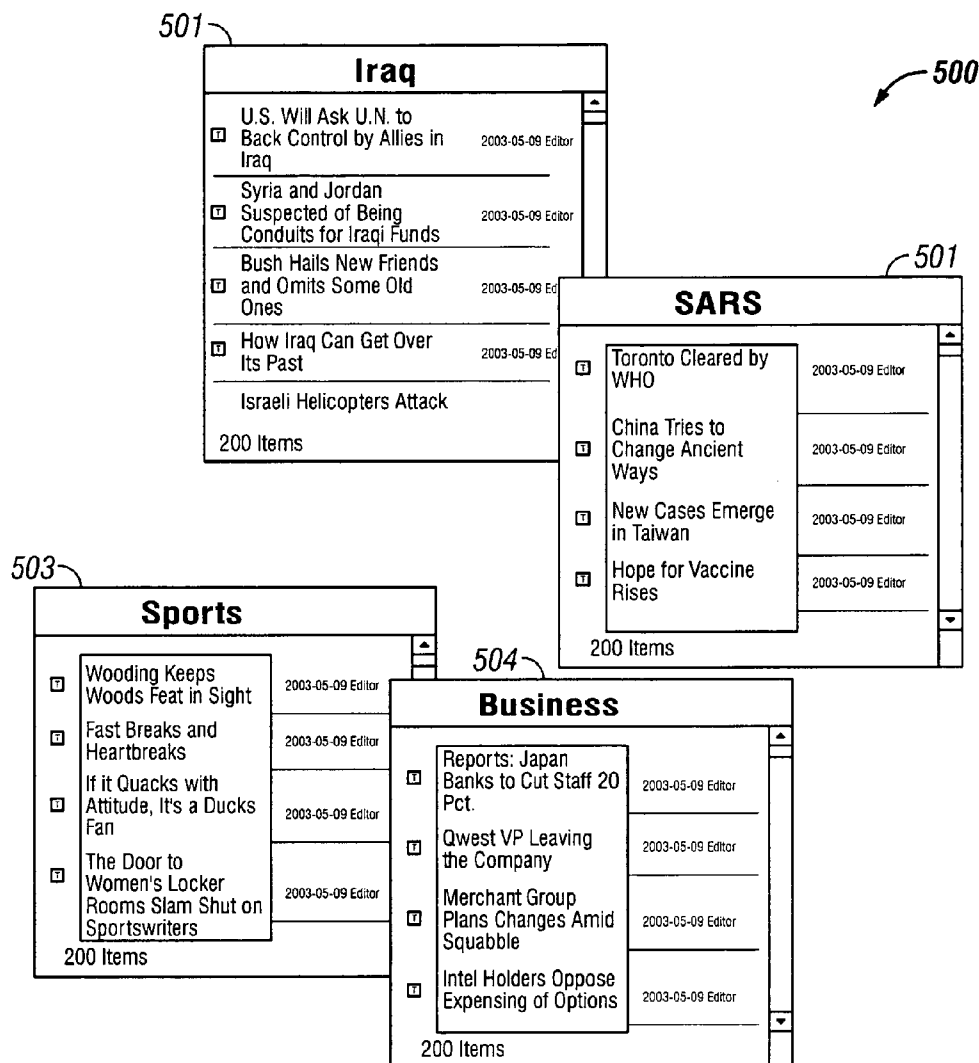 501
Iraq
500
U.S. Will Ask U.N. to
Back Control by Allies in
Iraq
2003-05-09 Editor
Syria and Jordan
Suspected of Being
Conduits for Iraqi Funds
2003-05-09 Editor
Bush Hails New Friends
and Omits Some Old
Ones
2003-05-09 Ed
How Iraq Can Get Over
Its Past
2003-05-09 Ed
Israeli Helicopters Attack
200 Items
501
SARS
Toronto Cleared by
WHO
2003-05-09 Editor
China Tries to
Change Ancient
Ways
2003-05-09 Editor
New Cases Emerge
in Taiwan
2003-05-09 Editor
Hope for Vaccine
Rises
2003-05-09 Editor
200 Items
503
Sports
Wooding Keeps
Woods Feat in Sight
2003-05-09 Editor
Fast Breaks and
Heartbreaks
2003-05-09 Editor
If it Quacks with
Attitude, It's a Ducks
Fan
2003-05-09 Editor
The Door to
Women's Locker
Rooms Slam Shut on
Sportswriters
2003-05-09 Editor
200 Items
504
Business
Reports: Japan
Banks to Cut Staff 20
Pct.
2003-05-09 Editor
Qwest VP Leaving
the Company
2003-05-09 Editor
Merchant Group
Plans Changes Amid
Squabble
2003-05-09 Editor
Intel Holders Oppose
Expensing of Options
2003-05-09 Editor
200 Items